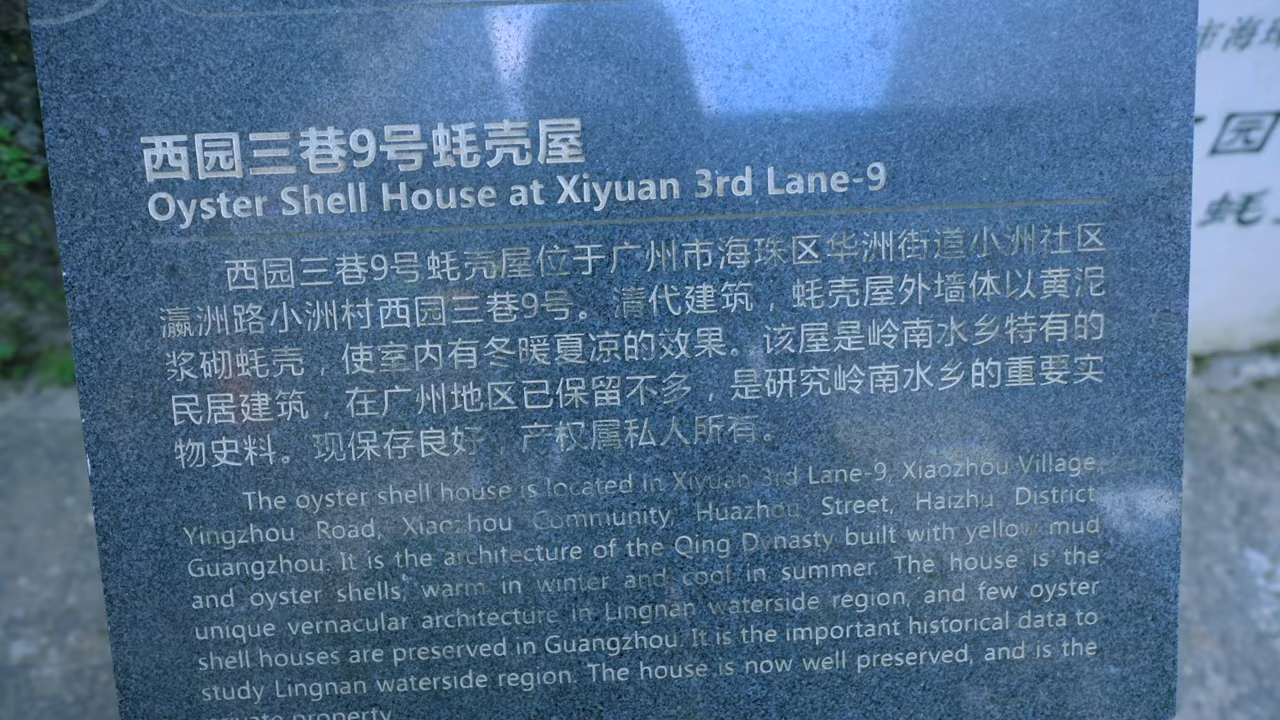 西园三巷9号蚝壳屋
Oyster Shell House at Xiyuan 3rd Lane-9
西园三巷9号蚝壳屋位于广州市海珠区华洲街道小洲社区
瀛洲路小洲村西园三巷9号。清代建筑，蚝壳屋外墙体以黄泥
浆砌蚝壳，使室内有冬暖夏凉的效果。该屋是岭南水乡特有的
民居建筑，在广州地区已保留不多，是研究岭南水乡的重要实
物史料。现保存良好，产权属私人所有。
The oyster shell house is located in Xiyuan 3rd Lane-9, Xiaozhou Village,
Yingzhou Road, Xiaozhou Community, Huazhou Street, Haizhu District,
Guangzhou. It is the architecture of the Qing Dynasty built with yellow mud
and oyster shells, warm in winter and cool in summer. The house is the
unique vernacular architecture in Lingnan waterside region, and few oyster
shell houses are preserved in Guangzhou. It is the important historical data to
study Lingnan waterside region. The house is now well preserved, and is the
private property.
市海珠
园
蚝